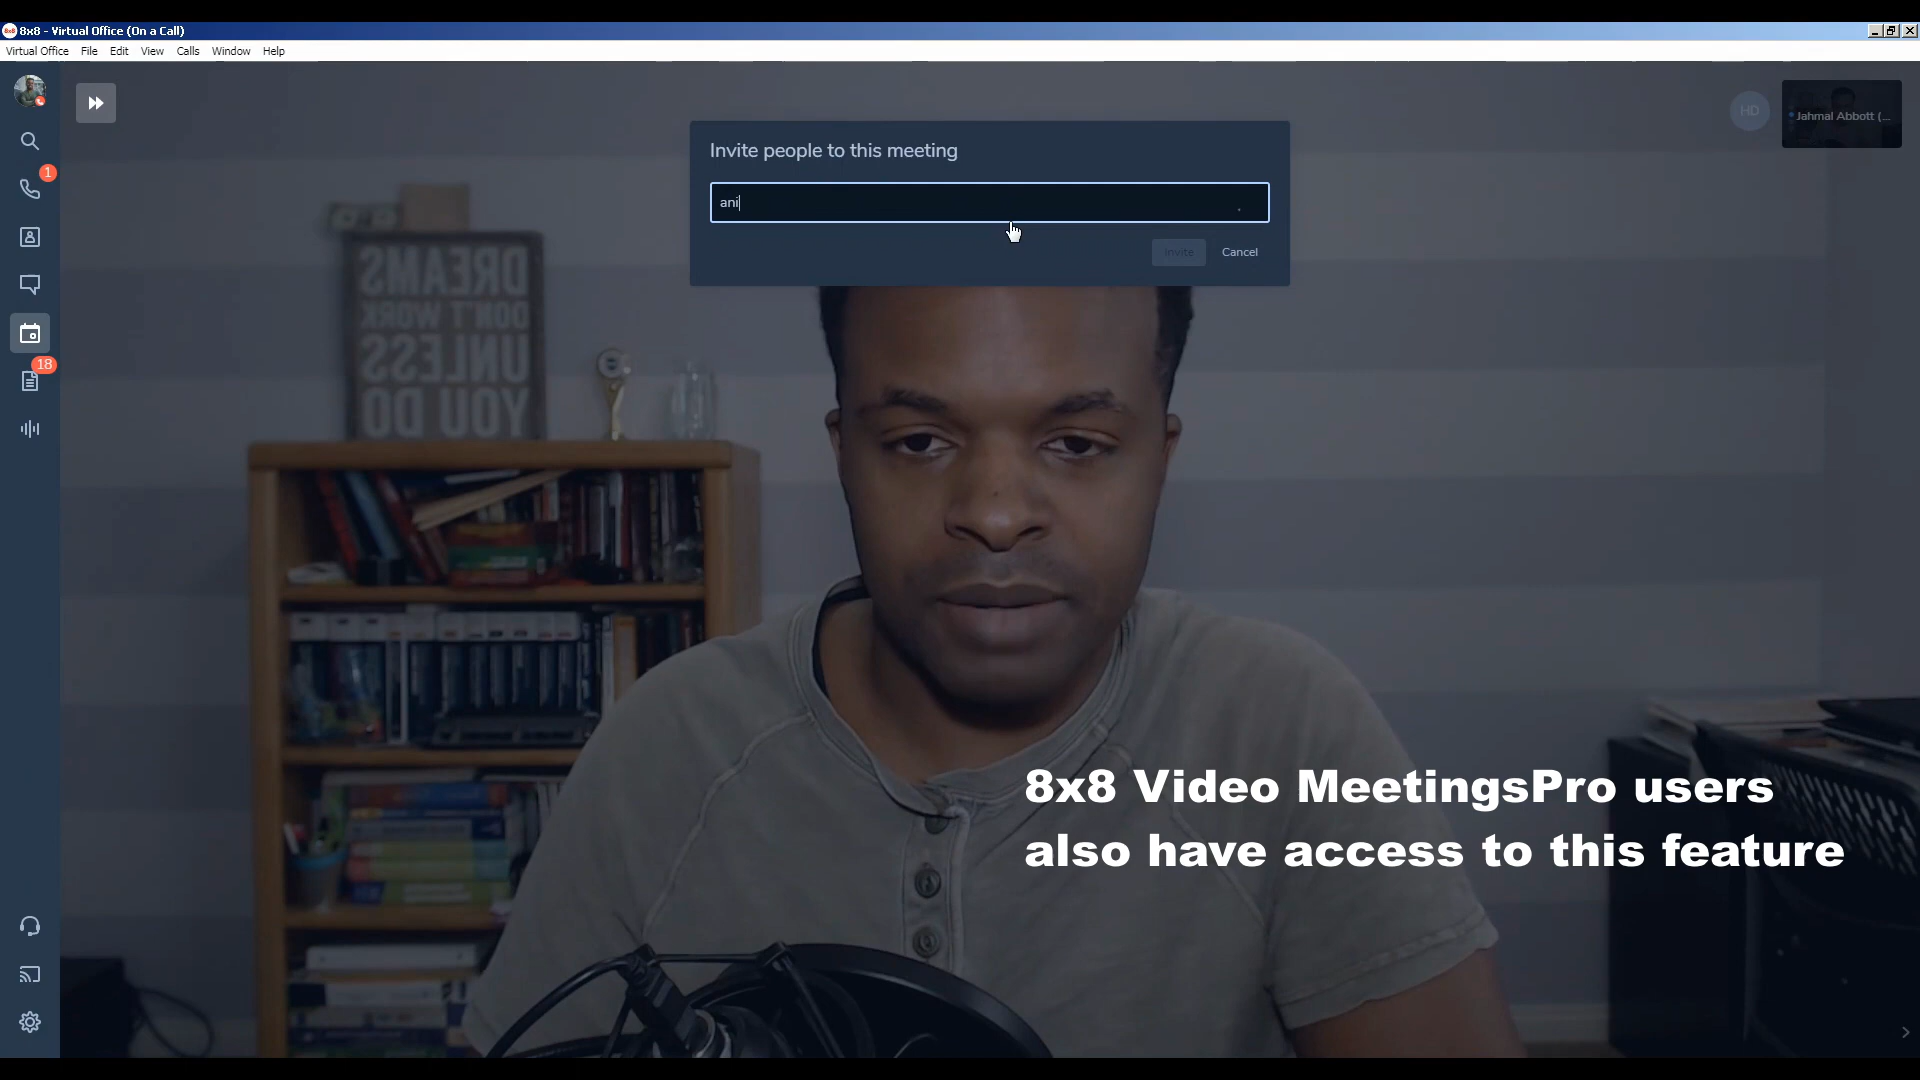 8x8 - Virtual Office (On a Call)
Virtual Office File Edit View Calls Window Help
HD
Jahmal Abbott (...
Invite people to this meeting
ani
Invite Cancel
1
18
DREAMS
DON'T WORK
UNLESS
YOU DO
8x8 Video MeetingsPro users
also have access to this feature